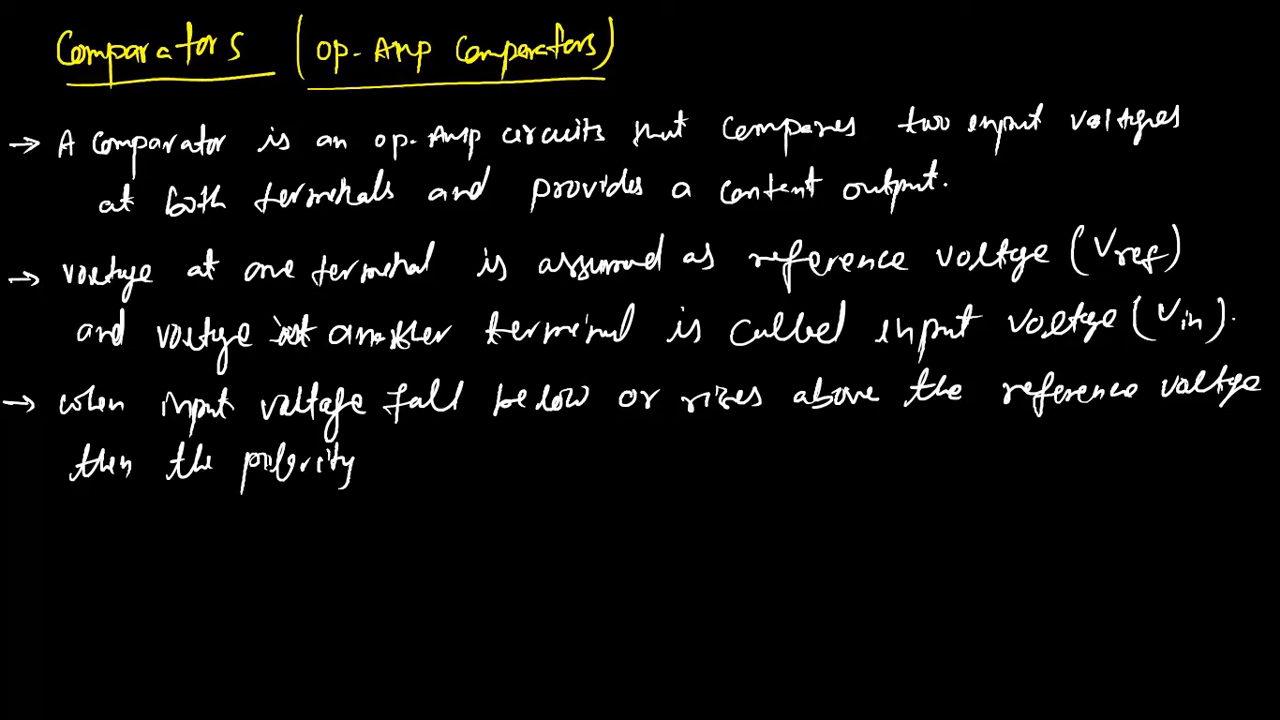 Comparators (op-Amp Comparators)
→ A comparator is an op-Amp circuits that compares two input voltages
at both terminals and provides a content output.
→ voltage at one terminal is assumed as reference voltage (Vref)
and voltage at another terminal is called input voltage (Vin).
→ when input voltage fall below or rises above the reference voltage
then the polarity